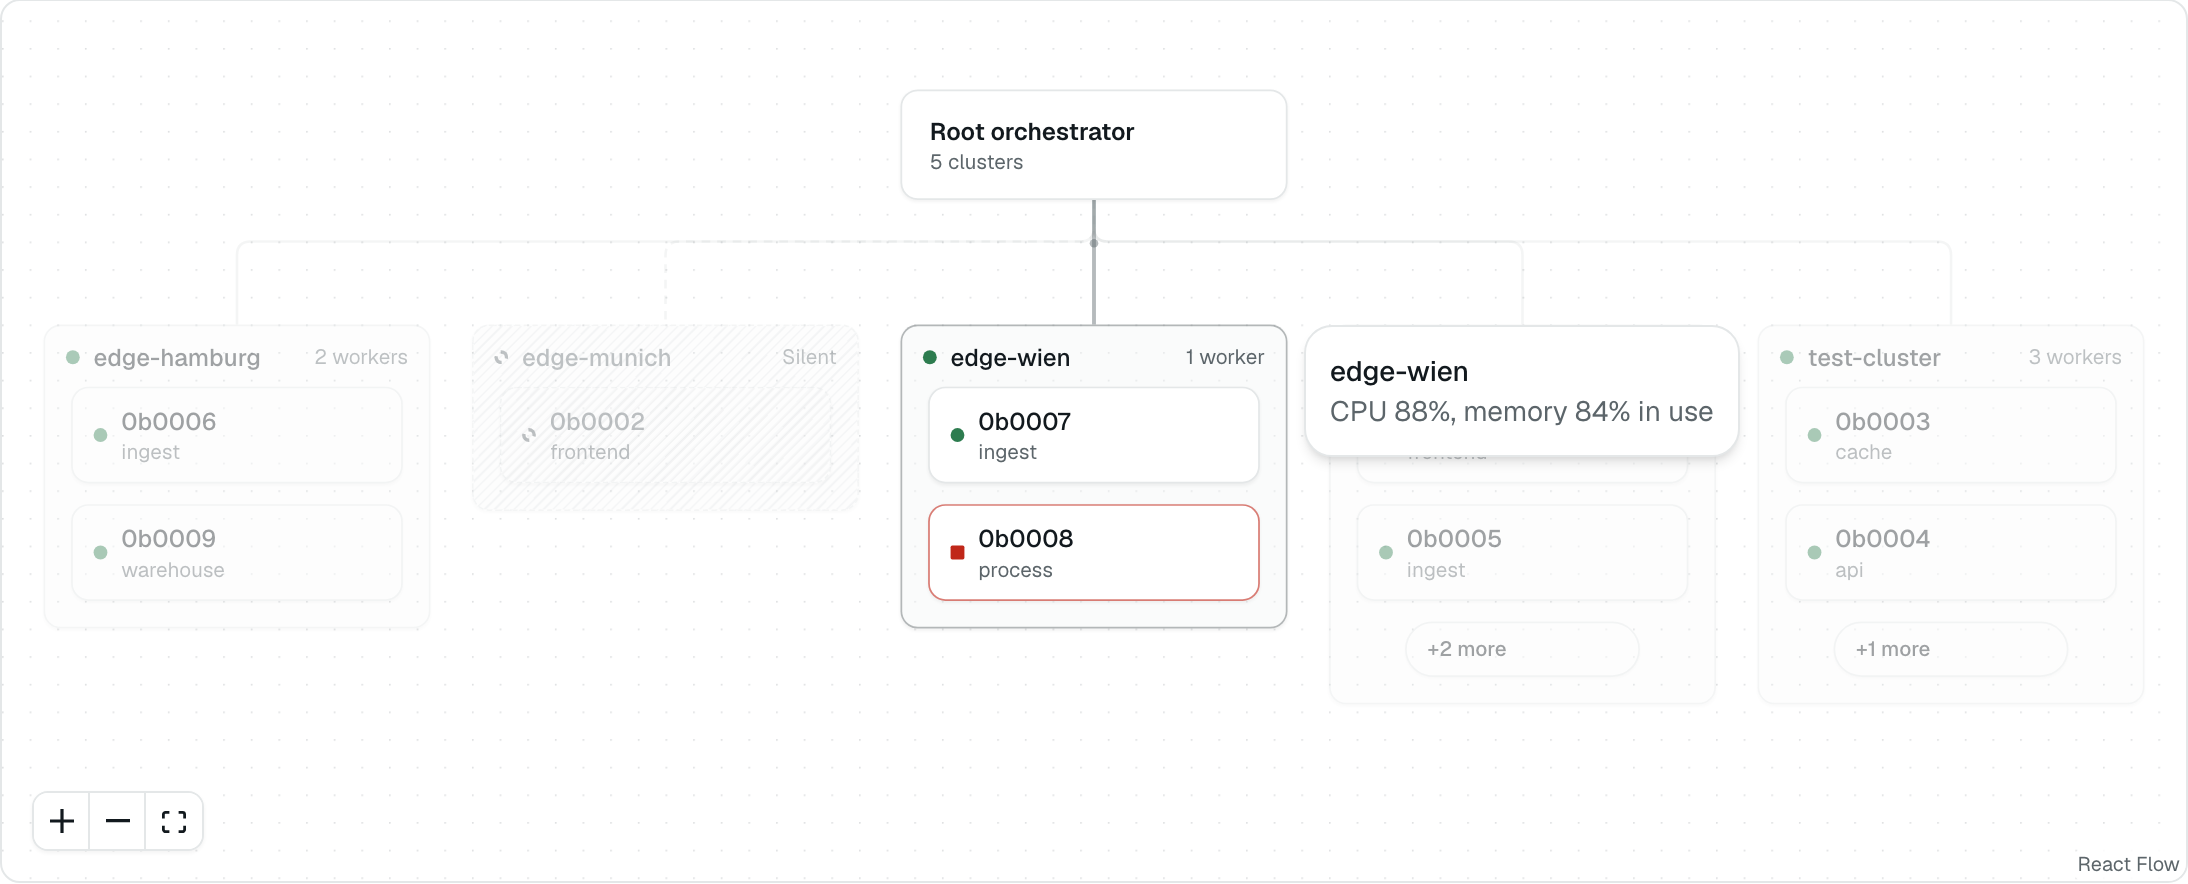 Root orchestrator
5 clusters
edge-hamburg
2 workers
0b0006
ingest
0b0009
warehouse
edge-munich
Silent
0b0002
frontend
edge-wien
1 worker
0b0007
ingest
0b0008
process
edge-wien
CPU 88%, memory 84% in use
0b0005
ingest
+2 more
test-cluster
3 workers
0b0003
cache
0b0004
api
+1 more
React Flow